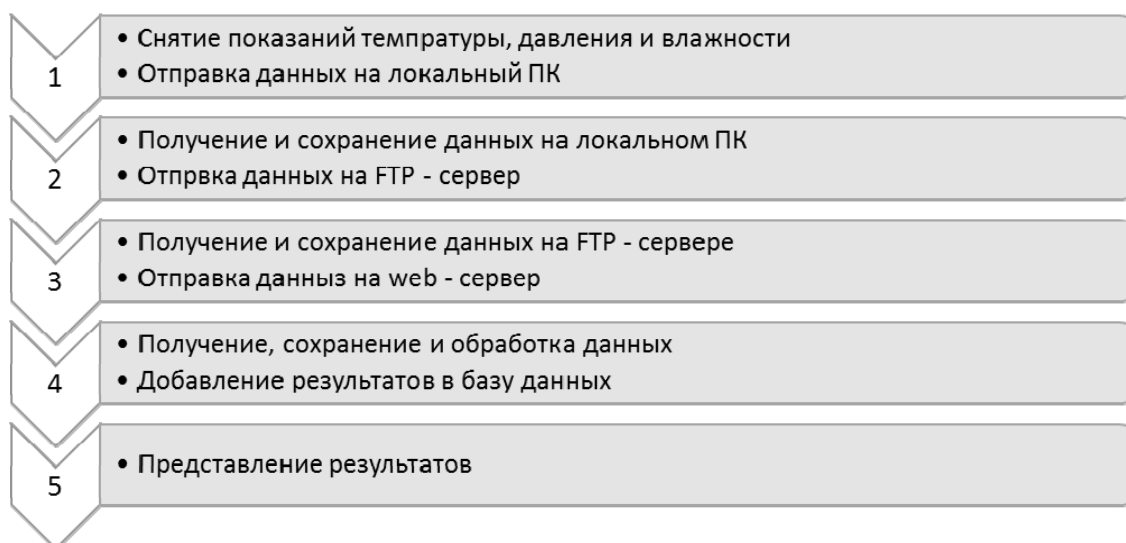 1
• Снятие показаний темпратуры, давления и влажности
• Отправка данных на локальный ПК
2
• Получение и сохранение данных на локальном ПК
• Отпрвка данных на FTP - сервер
3
• Получение и сохранение данных на FTP - сервере
• Отправка данныз на web - сервер
4
• Получение, сохранение и обработка данных
• Добавление результатов в базу данных
5
• Представление результатов